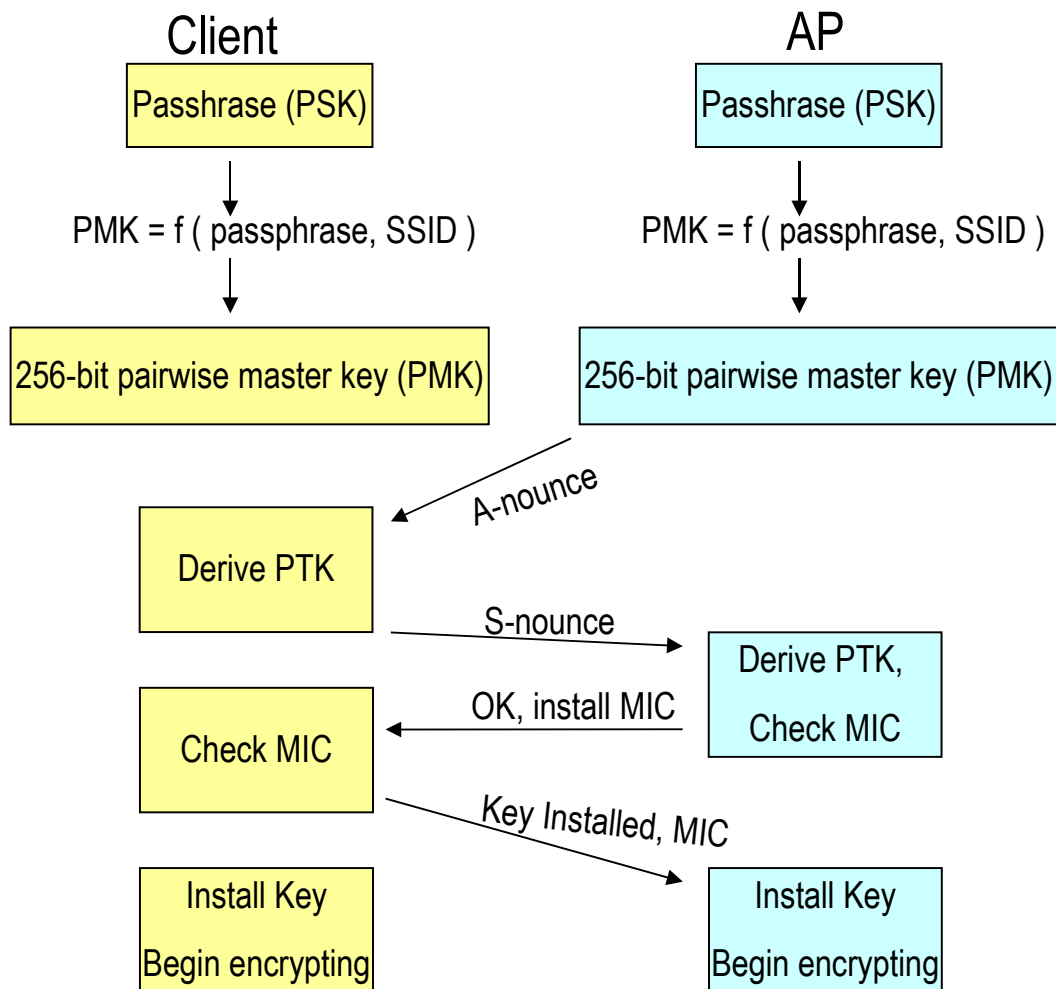 Client
AP
Passhrase (PSK)
Passhrase (PSK)
PMK = f ( passphrase, SSID )
PMK = f ( passphrase, SSID )
256-bit pairwise master key (PMK)
256-bit pairwise master key (PMK)
A-nounce
Derive PTK
S-nounce
Derive PTK,
Check MIC
OK, install MIC
Check MIC
Key Installed, MIC
Install Key
Begin encrypting
Install Key
Begin encrypting